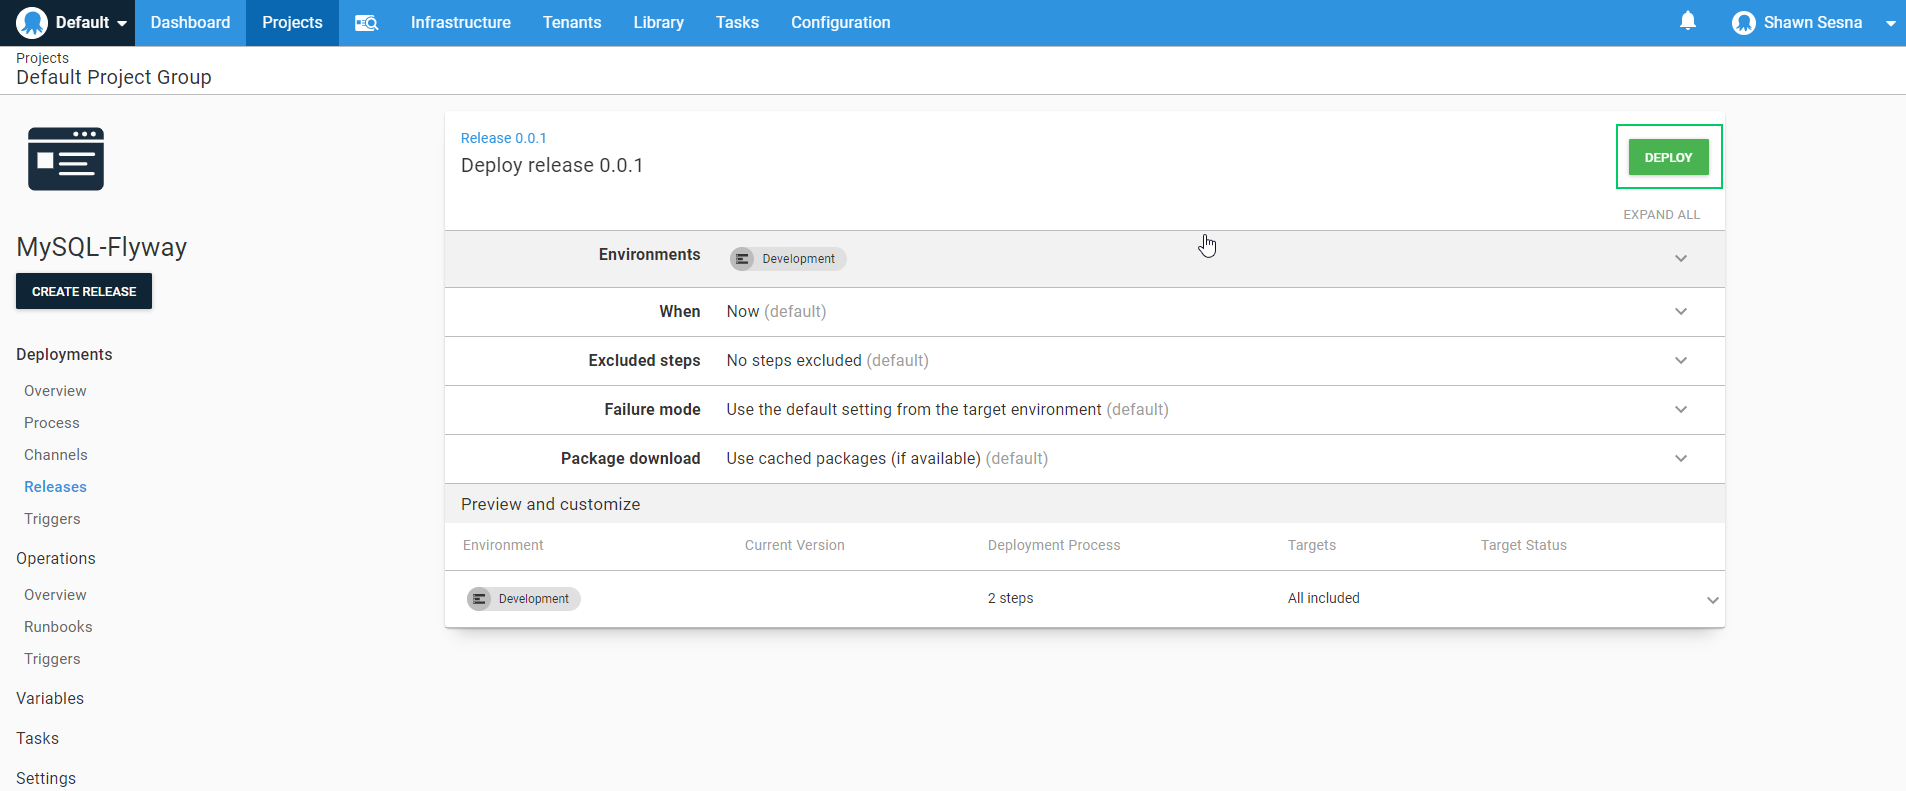 Default Dashboard Projects Infrastructure Tenants Library Tasks Configuration Shawn Sesna
Projects
Default Project Group
MySQL-Flyway
CREATE RELEASE
Deployments
Overview
Process
Channels
Releases
Triggers
Operations
Overview
Runbooks
Triggers
Variables
Tasks
Settings
Release 0.0.1
Deploy release 0.0.1
DEPLOY
EXPAND ALL
Environments Development
When Now (default)
Excluded steps No steps excluded (default)
Failure mode Use the default setting from the target environment (default)
Package download Use cached packages (if available) (default)
Preview and customize
Environment Current Version Deployment Process Targets Target Status
Development 2 steps All included